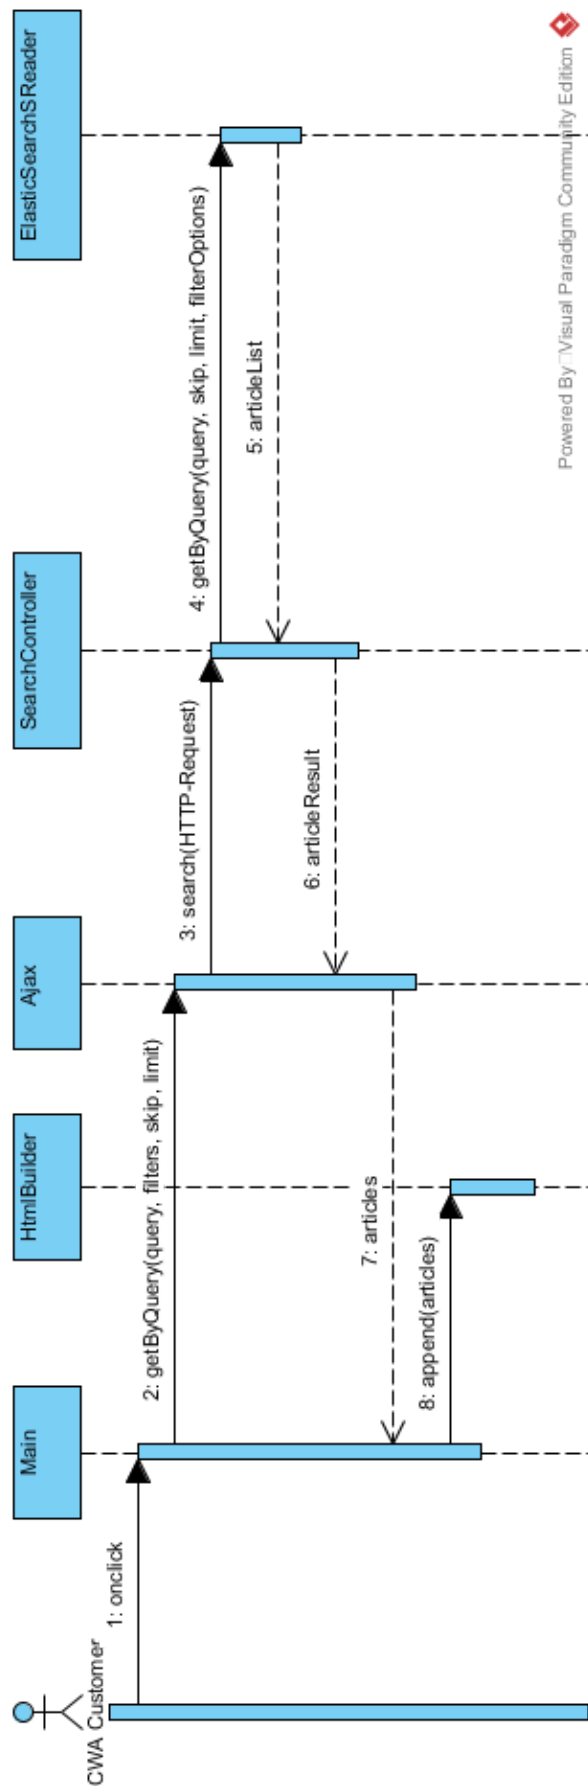 CWA Customer
Main
HtmlBuilder
Ajax
SearchController
ElasticSearchSReader
1: onclick
2: getByQuery(query, filters, skip, limit)
3: search(HTTP-Request)
4: getByQuery(query, skip, limit, filterOptions)
5: articleList
6: articleResult
7: articles
8: append(articles)
Powered By Visual Paradigm Community Edition